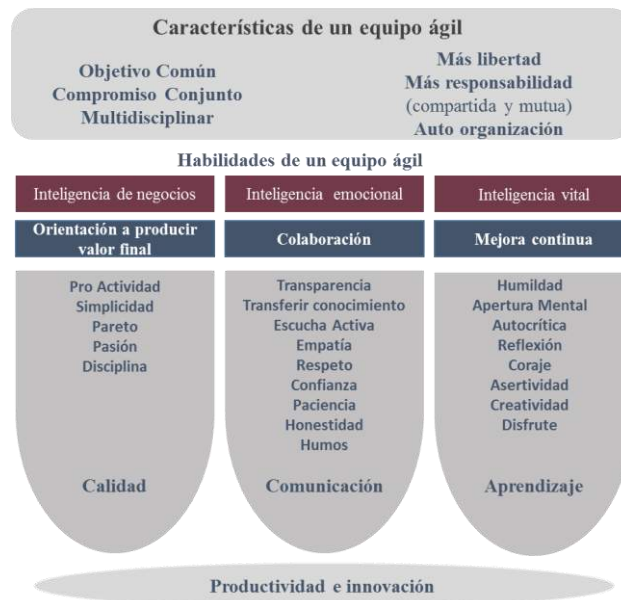 Características de un equipo ágil
Objetivo Común
Compromiso Conjunto
Multidisciplinar
Más libertad
Más responsabilidad
(compartida y mutua)
Auto organización
Habilidades de un equipo ágil
Inteligencia de negocios
Orientación a producir
valor final
Pro Actividad
Simplicidad
Pareto
Pasión
Disciplina
Calidad
Inteligencia emocional
Colaboración
Transparencia
Transferir conocimiento
Escucha Activa
Empatía
Respeto
Confianza
Paciencia
Honestidad
Humos
Comunicación
Inteligencia vital
Mejora continua
Humildad
Apertura Mental
Autocrítica
Reflexión
Coraje
Asertividad
Creatividad
Disfrute
Aprendizaje
Productividad e innovación